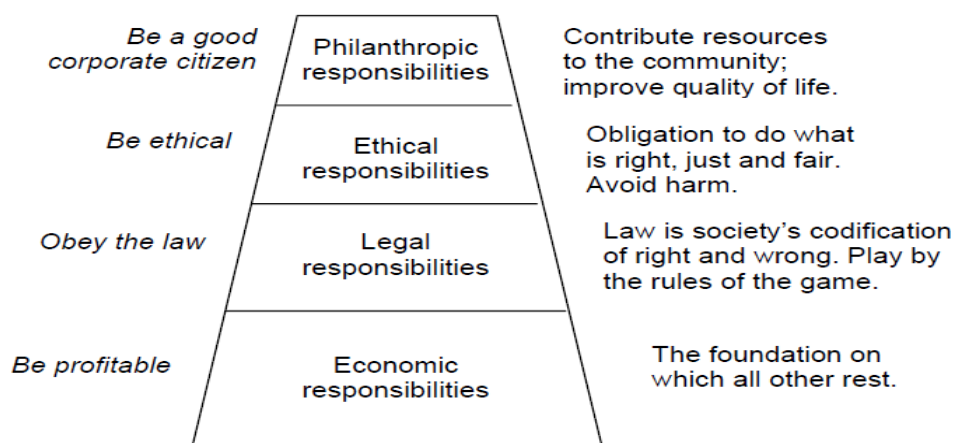 Be a good
corporate citizen
Philanthropic
responsibilities
Contribute resources
to the community;
improve quality of life.
Be ethical
Ethical
responsibilities
Obligation to do what
is right, just and fair.
Avoid harm.
Obey the law
Legal
responsibilities
Law is society's codification
of right and wrong. Play by
the rules of the game.
Be profitable
Economic
responsibilities
The foundation on
which all other rest.